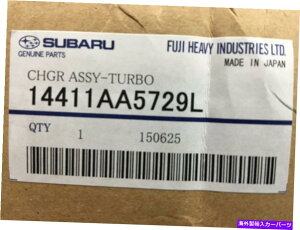 SUBARU
GENUINE PARTS
FUJI HEAVY INDUSTRIES LTD.
MADE IN JAPAN
CHGR ASSY-TURBO
14411AA5729L
QTY 1 150625
海外製輸入カーパーツ